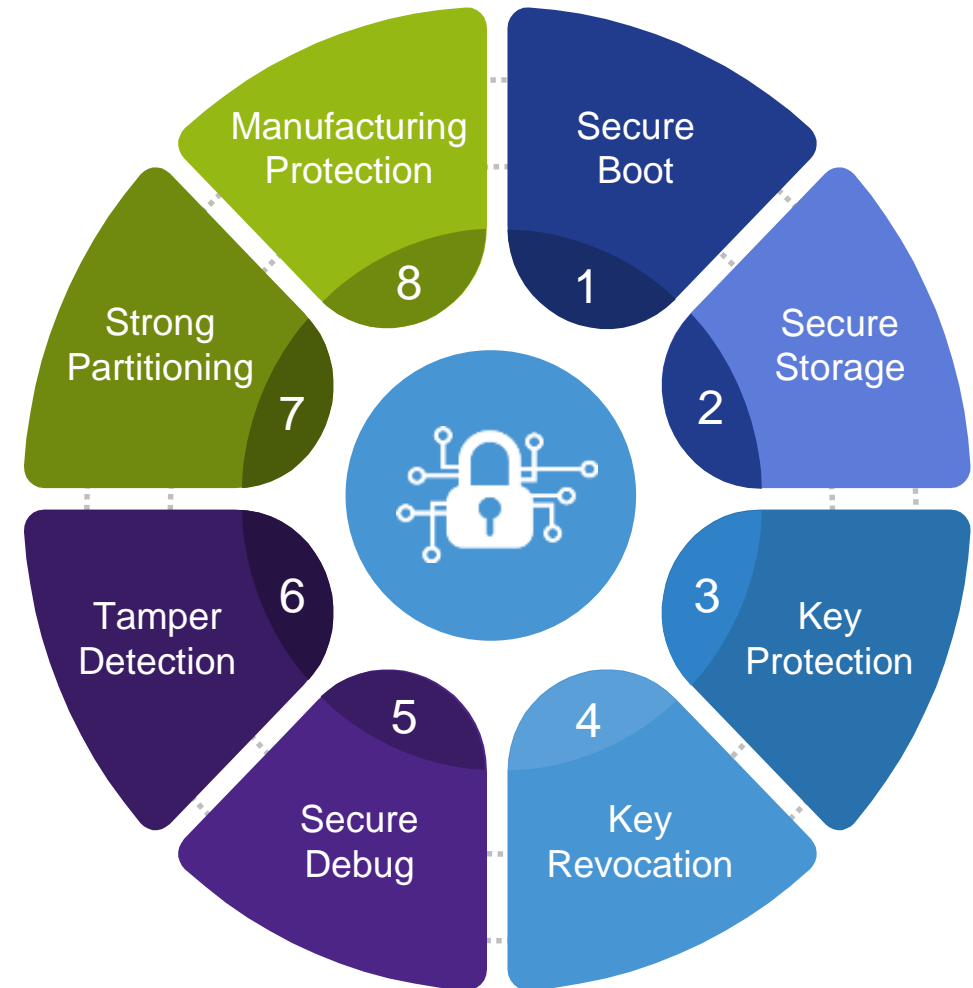 Secure
Boot
1
Secure
Storage
2
Key
Protection
3
Key
Revocation
4
Secure
Debug
5
Tamper
Detection
6
Strong
Partitioning
7
Manufacturing
Protection
8